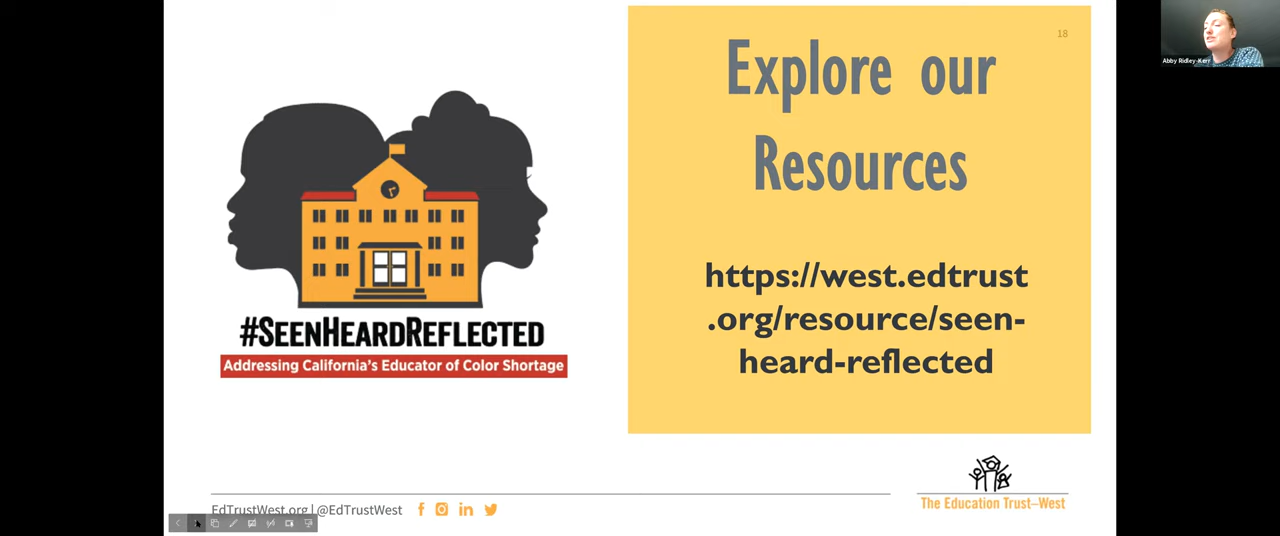 18
Explore our
Resources
https://west.edtrust
.org/resource/seen-
heard-reflected
#SEENHEARDREFLECTED
Addressing California's Educator of Color Shortage
EdTrustWest.org | @EdTrustWest
The Education Trust–West
Abby Ridley-Kerr